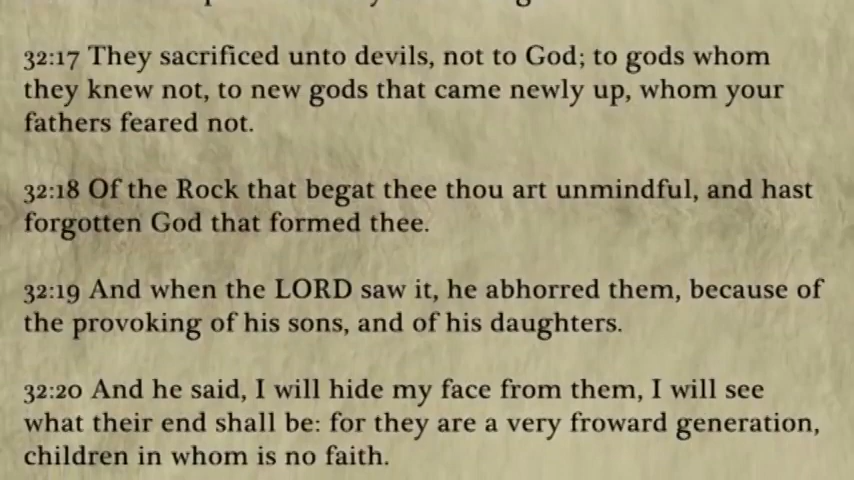 32:17 They sacrificed unto devils, not to God; to gods whom
they knew not, to new gods that came newly up, whom your
fathers feared not.
32:18 Of the Rock that begat thee thou art unmindful, and hast
forgotten God that formed thee.
32:19 And when the LORD saw it, he abhorred them, because of
the provoking of his sons, and of his daughters.
32:20 And he said, I will hide my face from them, I will see
what their end shall be: for they are a very froward generation,
children in whom is no faith.